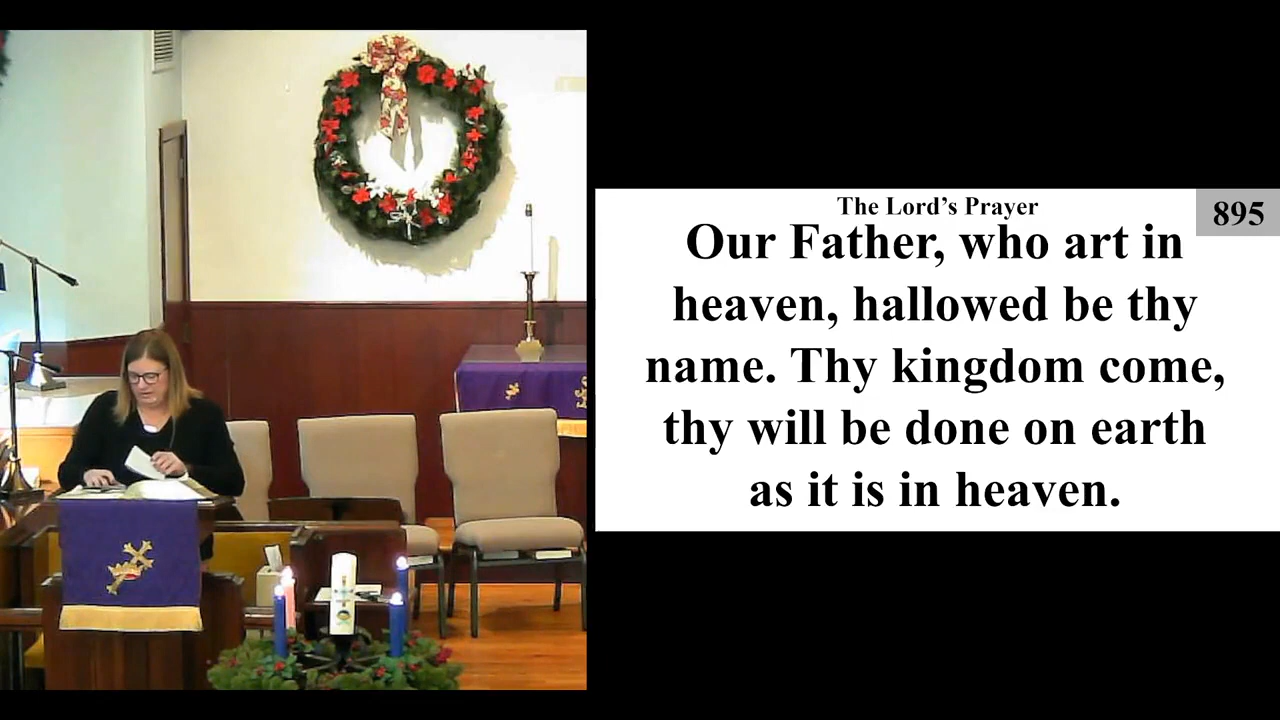 The Lord's Prayer
895
Our Father, who art in
heaven, hallowed be thy
name. Thy kingdom come,
thy will be done on earth
as it is in heaven.